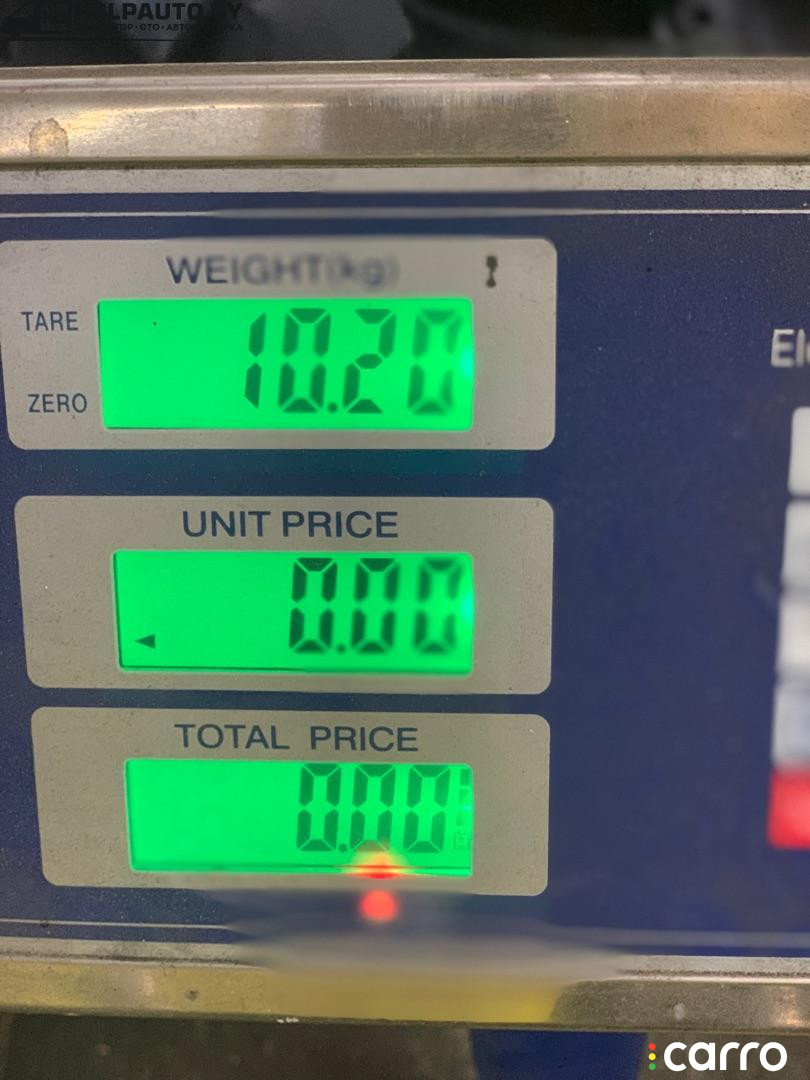 WEIGHT(kg)
TARE
10.20
ZERO
UNIT PRICE
0.00
TOTAL PRICE
0.00
carro